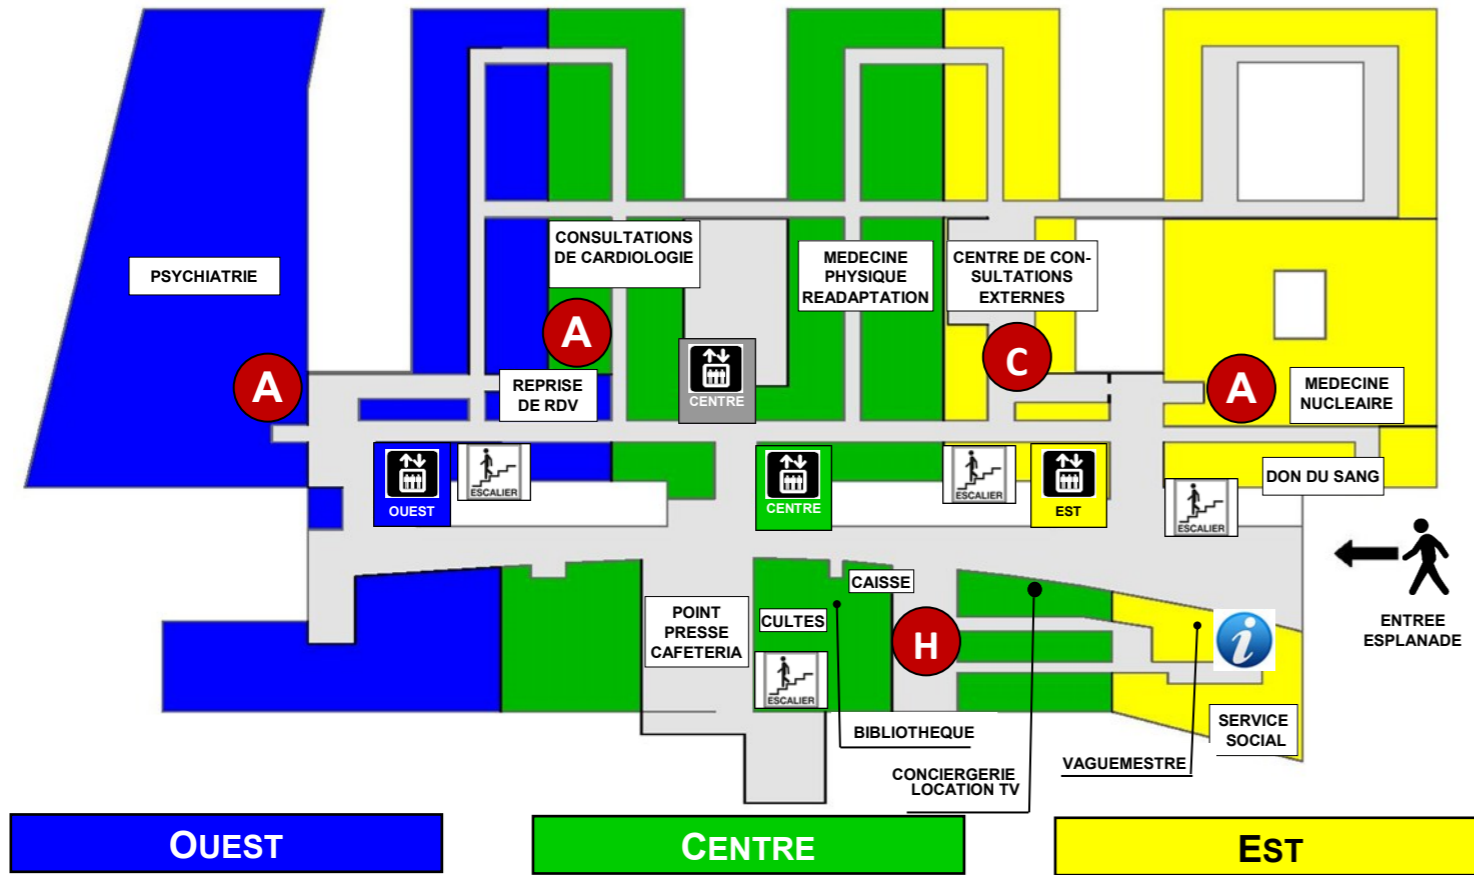 CONSULTATIONS
DE CARDIOLOGIE
PSYCHIATRIE
MEDECINE
PHYSIQUE
READAPTATION
CENTRE DE CON-
SULTATIONS
EXTERNES
A
A
C
A
REPRISE
DE RDV
CENTRE
MEDECINE
NUCLEAIRE
OUEST
ESCALIER
CENTRE
ESCALIER
EST
DON DU SANG
ESCALIER
CAISSE
POINT
PRESSE
CAFETERIA
CULTES
H
i
ENTREE
ESPLANADE
ESCALIER
BIBLIOTHEQUE
SERVICE
SOCIAL
CONCIERGERIE
LOCATION TV
VAGUEMESTRE
OUEST
CENTRE
EST